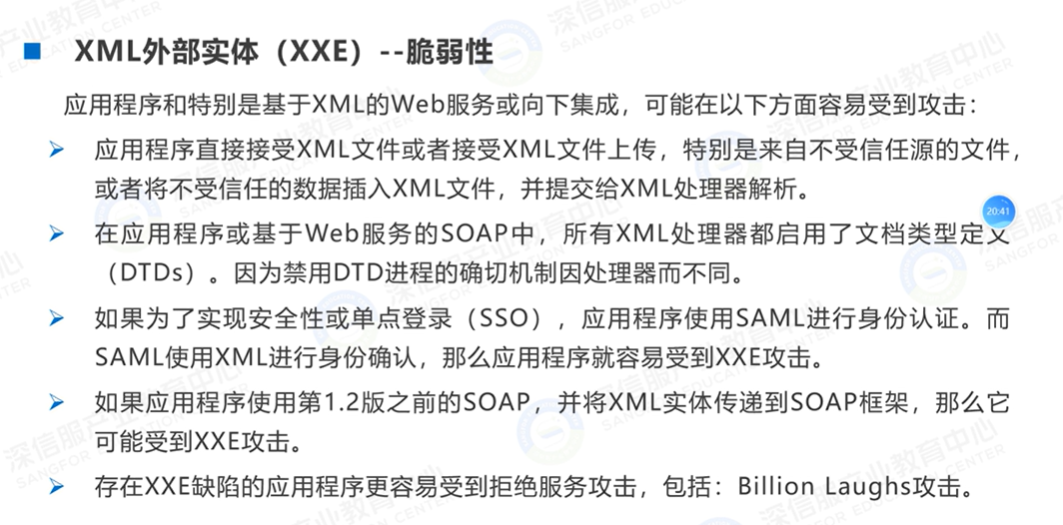 ■ XML外部实体（XXE）--脆弱性
应用程序和特别是基于XML的Web服务或向下集成，可能在以下方面容易受到攻击：
➢ 应用程序直接接受XML文件或者接受XML文件上传，特别是来自不受信任源的文件，
或者将不受信任的数据插入XML文件，并提交给XML处理器解析。
➢ 在应用程序或基于Web服务的SOAP中，所有XML处理器都启用了文档类型定义
（DTDs）。因为禁用DTD进程的确切机制因处理器而不同。
20:41
➢ 如果为了实现安全性或单点登录（SSO），应用程序使用SAML进行身份认证。而
SAML使用XML进行身份确认，那么应用程序就容易受到XXE攻击。
➢ 如果应用程序使用第1.2版之前的SOAP，并将XML实体传递到SOAP框架，那么它
可能受到XXE攻击。
➢ 存在XXE缺陷的应用程序更容易受到拒绝服务攻击，包括：Billion Laughs攻击。
深信服产业教育中心
SANGFOR EDUCATION CENTER